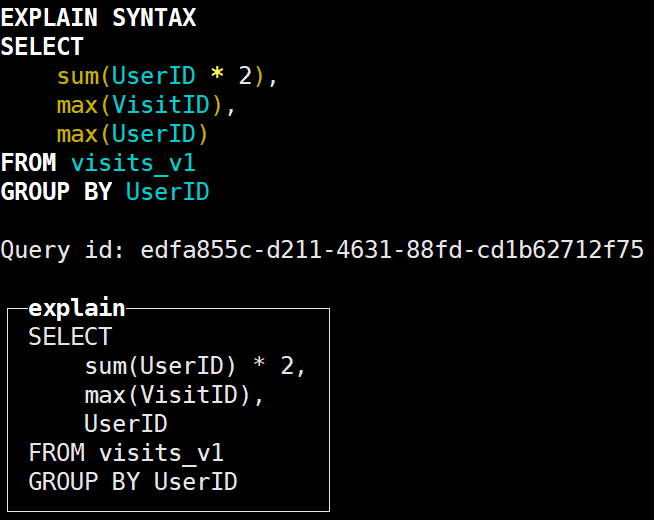 EXPLAIN SYNTAX
SELECT
    sum(UserID * 2),
    max(VisitID),
    max(UserID)
FROM visits_v1
GROUP BY UserID

Query id: edfa855c-d211-4631-88fd-cd1b62712f75

explain
SELECT
    sum(UserID) * 2,
    max(VisitID),
    UserID
FROM visits_v1
GROUP BY UserID